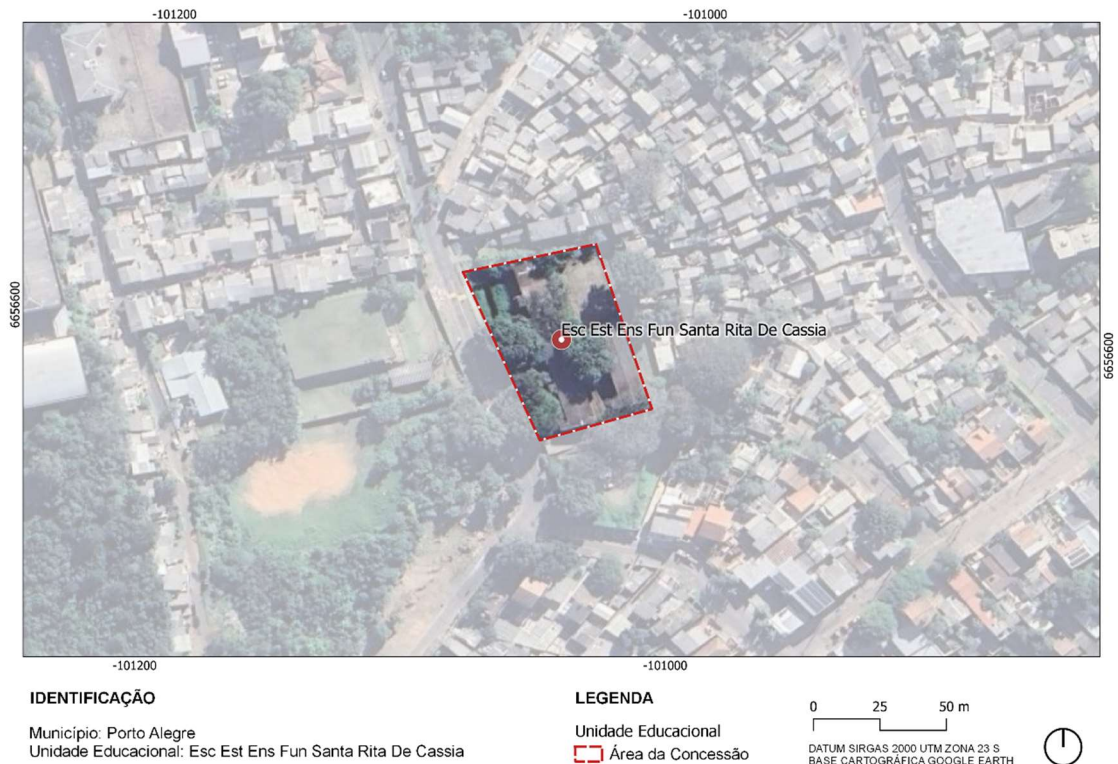 -101200 -101000
6656600
Esc Est Ens Fun Santa Rita De Cassia
6656600
-101200 -101000
IDENTIFICAÇÃO
Município: Porto Alegre
Unidade Educacional: Esc Est Ens Fun Santa Rita De Cassia
LEGENDA
Unidade Educacional
Área da Concessão
0 25 50 m
DATUM SIRGAS 2000 UTM ZONA 23 S
BASE CARTOGRÁFICA GOOGLE EARTH